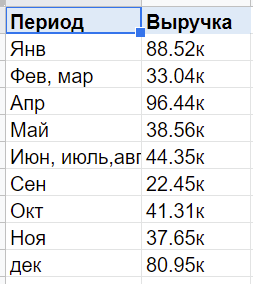 Период Выручка
Янв 88.52к
Фев, мар 33.04к
Апр 96.44к
Май 38.56к
Июн, июль,авг 44.35к
Сен 22.45к
Окт 41.31к
Ноя 37.65к
дек 80.95к